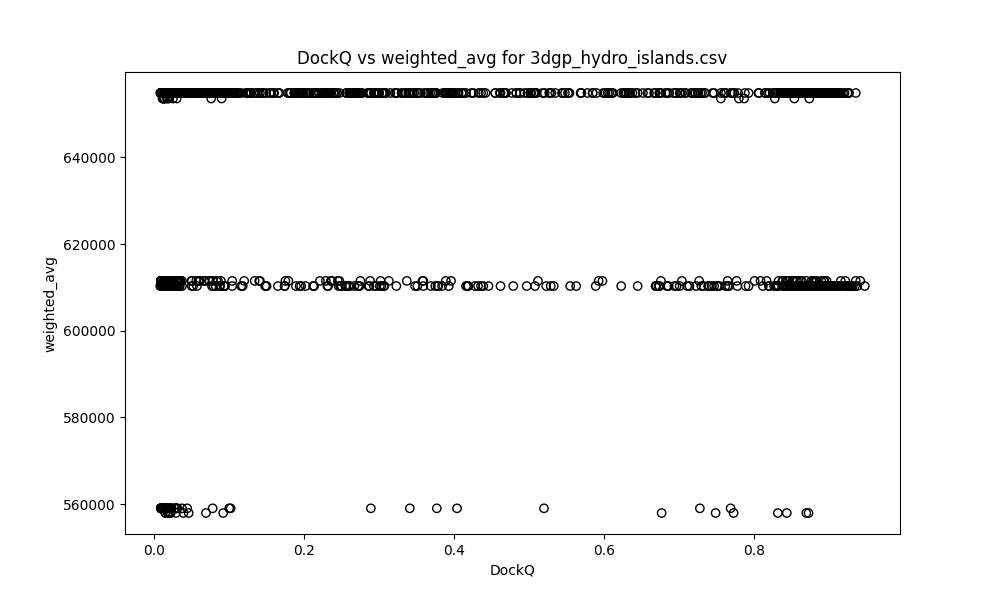 DockQ vs weighted_avg for 3dgp_hydro_islands.csv
640000
620000
600000
580000
560000
weighted_avg
0.0 0.2 0.4 0.6 0.8
DockQ